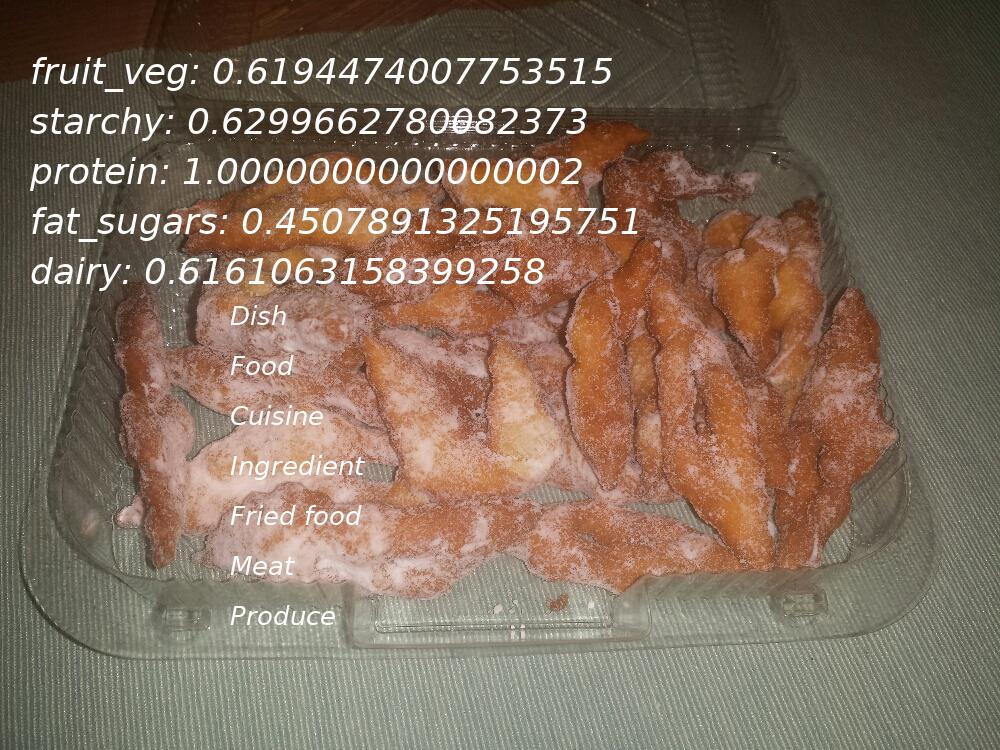 fruit_veg: 0.6194474007753515
starchy: 0.6299662780082373
protein: 1.0000000000000002
fat_sugars: 0.4507891325195751
dairy: 0.6161063158399258
Dish
Food
Cuisine
Ingredient
Fried food
Meat
Produce